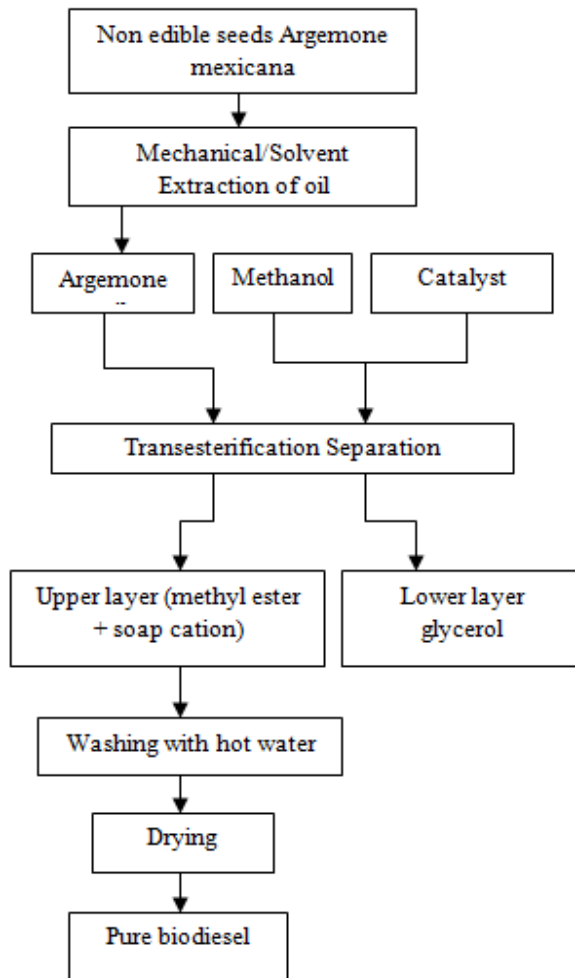 Non edible seeds Argemone
mexicana
Mechanical/Solvent
Extraction of oil
Argemone
Methanol
Catalyst
Transesterification Separation
Upper layer (methyl ester
+ soap cation)
Lower layer
glycerol
Washing with hot water
Drying
Pure biodiesel